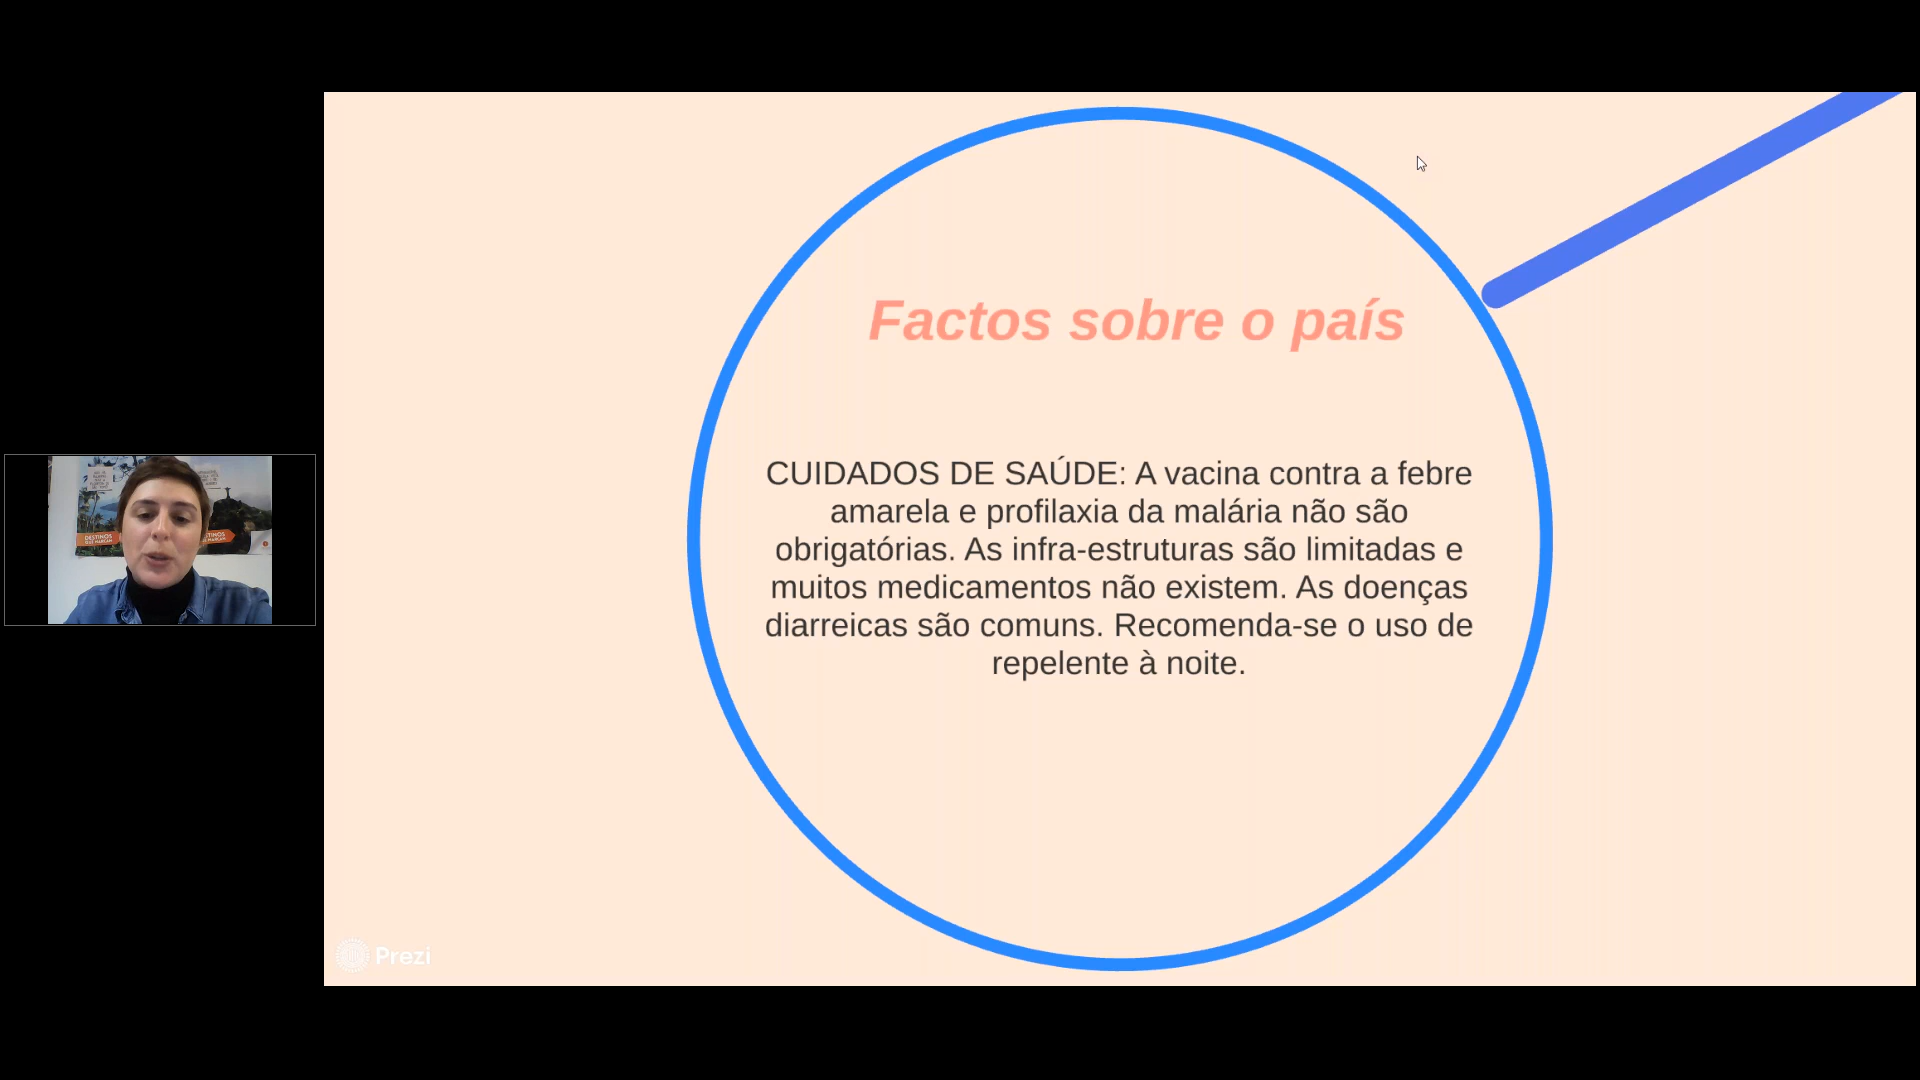 Factos sobre o país
CUIDADOS DE SAÚDE: A vacina contra a febre
amarela e profilaxia da malária não são
obrigatórias. As infra-estruturas são limitadas e
muitos medicamentos não existem. As doenças
diarreicas são comuns. Recomenda-se o uso de
repelente à noite.
DESTINOS
Prezi